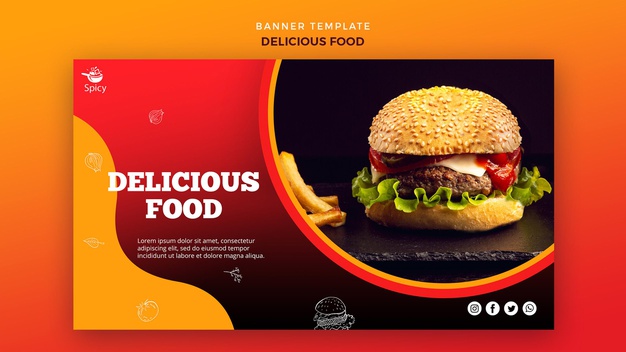 BANNER TEMPLATE
DELICIOUS FOOD
Spicy
DELICIOUS
FOOD
Lorem ipsum dolor sit amet, consectetur
adipiscing elit, sed do eiusmod tempor
incididunt ut labore et dolore magna aliqua.